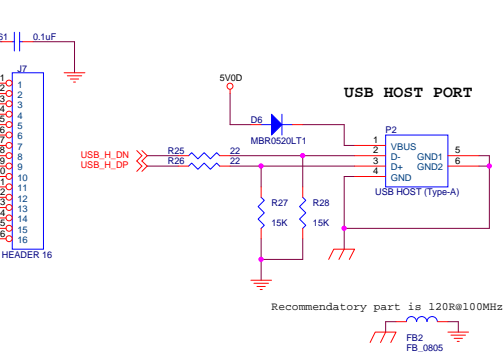 61 0.1uF
J7
1
2
3
4
5
6
7
8
9
10
11
12
13
14
15
16
HEADER 16
5V0D
USB HOST PORT
D6
MBR0520LT1
P2
1 VBUS
2 D- GND1 5
3 D+ GND2 6
4 GND
USB HOST (Type-A)
USB_H_DN R25 22
USB_H_DP R26 22
R27 R28
15K 15K
Recommendatory part is 120R@100MHz
FB2
FB_0805